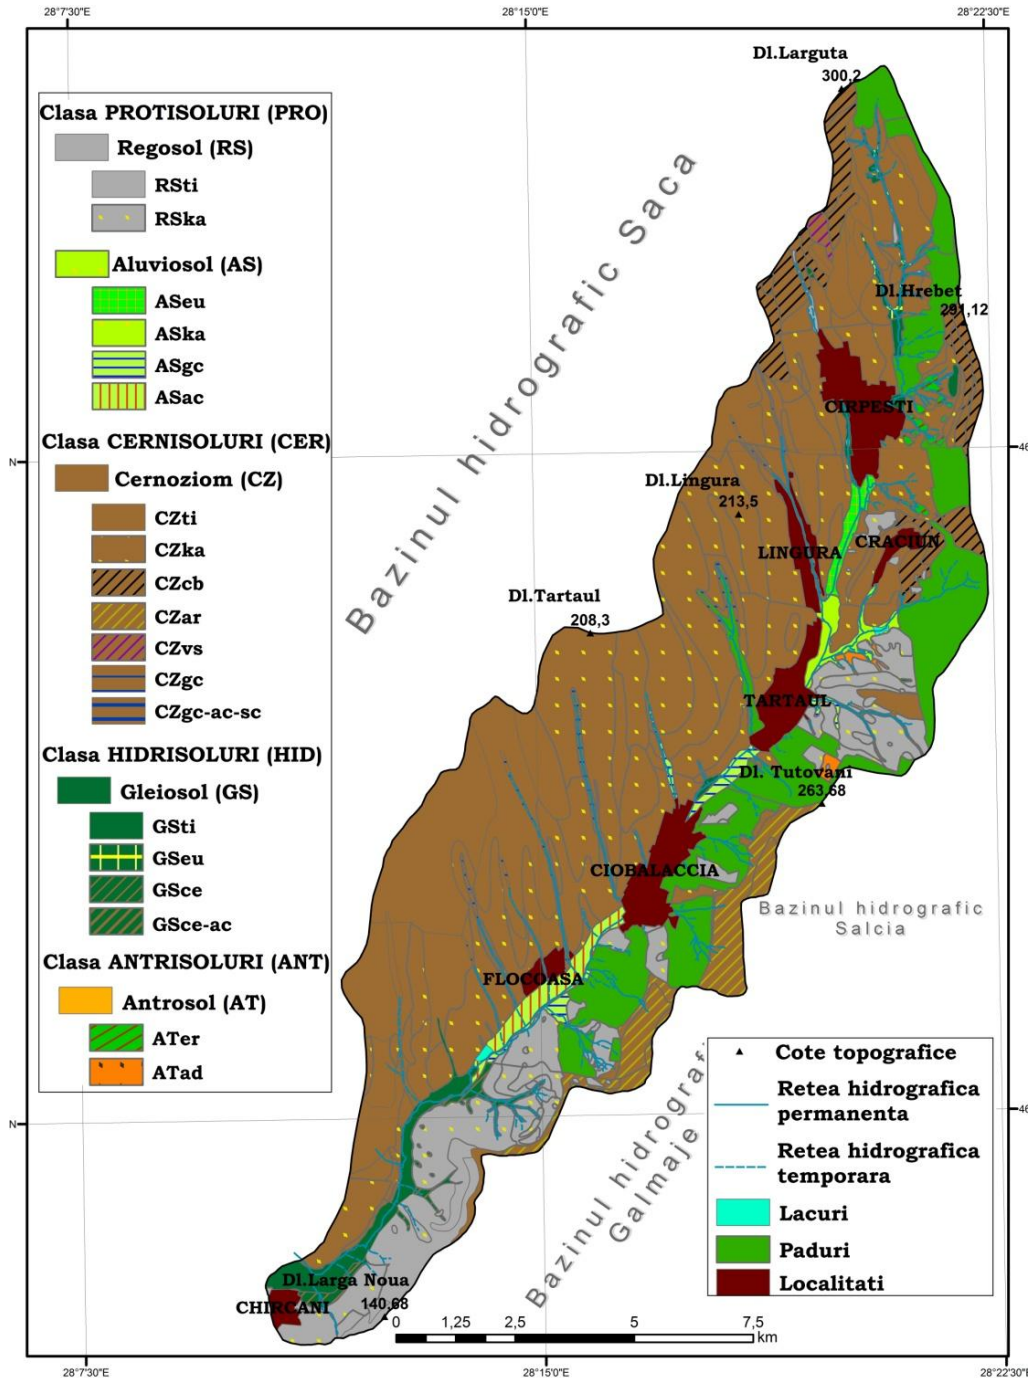 28°7'30"E
28°15'0"E
28°22'30"E
Dl.Larguta
300,2
Clasa PROTISOLURI (PRO)
Regosol (RS)
RSti
RSka
Aluviosol (AS)
ASeu
ASka
ASgc
ASac
Clasa CERNISOLURI (CER)
Cernoziom (CZ)
CZti
CZka
CZcb
CZar
CZvs
CZgc
CZgc-ac-sc
Clasa HIDRISOLURI (HID)
Gleiosol (GS)
GSti
GSeu
GSce
GSce-ac
Clasa ANTRISOLURI (ANT)
Antrosol (AT)
ATer
ATad
Bazinul hidrografic Saca
Dl.Hrebet
291,12
CIRPESTI
N
46
Dl.Lingura
213,5
LINGURA
CRACIUN
Dl.Tartaul
208,3
TARTAUL
Dl. Tutovani
263,68
CIOBALACCIA
Bazinul hidrografic
Salcia
FLOCOASA
Bazinul hidrografi
Galmaje
N
46
Dl.Larga Noua
140,68
CHIRCANI
Cote topografice
Retea hidrografica
permanenta
Retea hidrografica
temporara
Lacuri
Paduri
Localitati
0 1,25 2,5 5 7,5
km
28°7'30"E
28°15'0"E
28°22'30"E